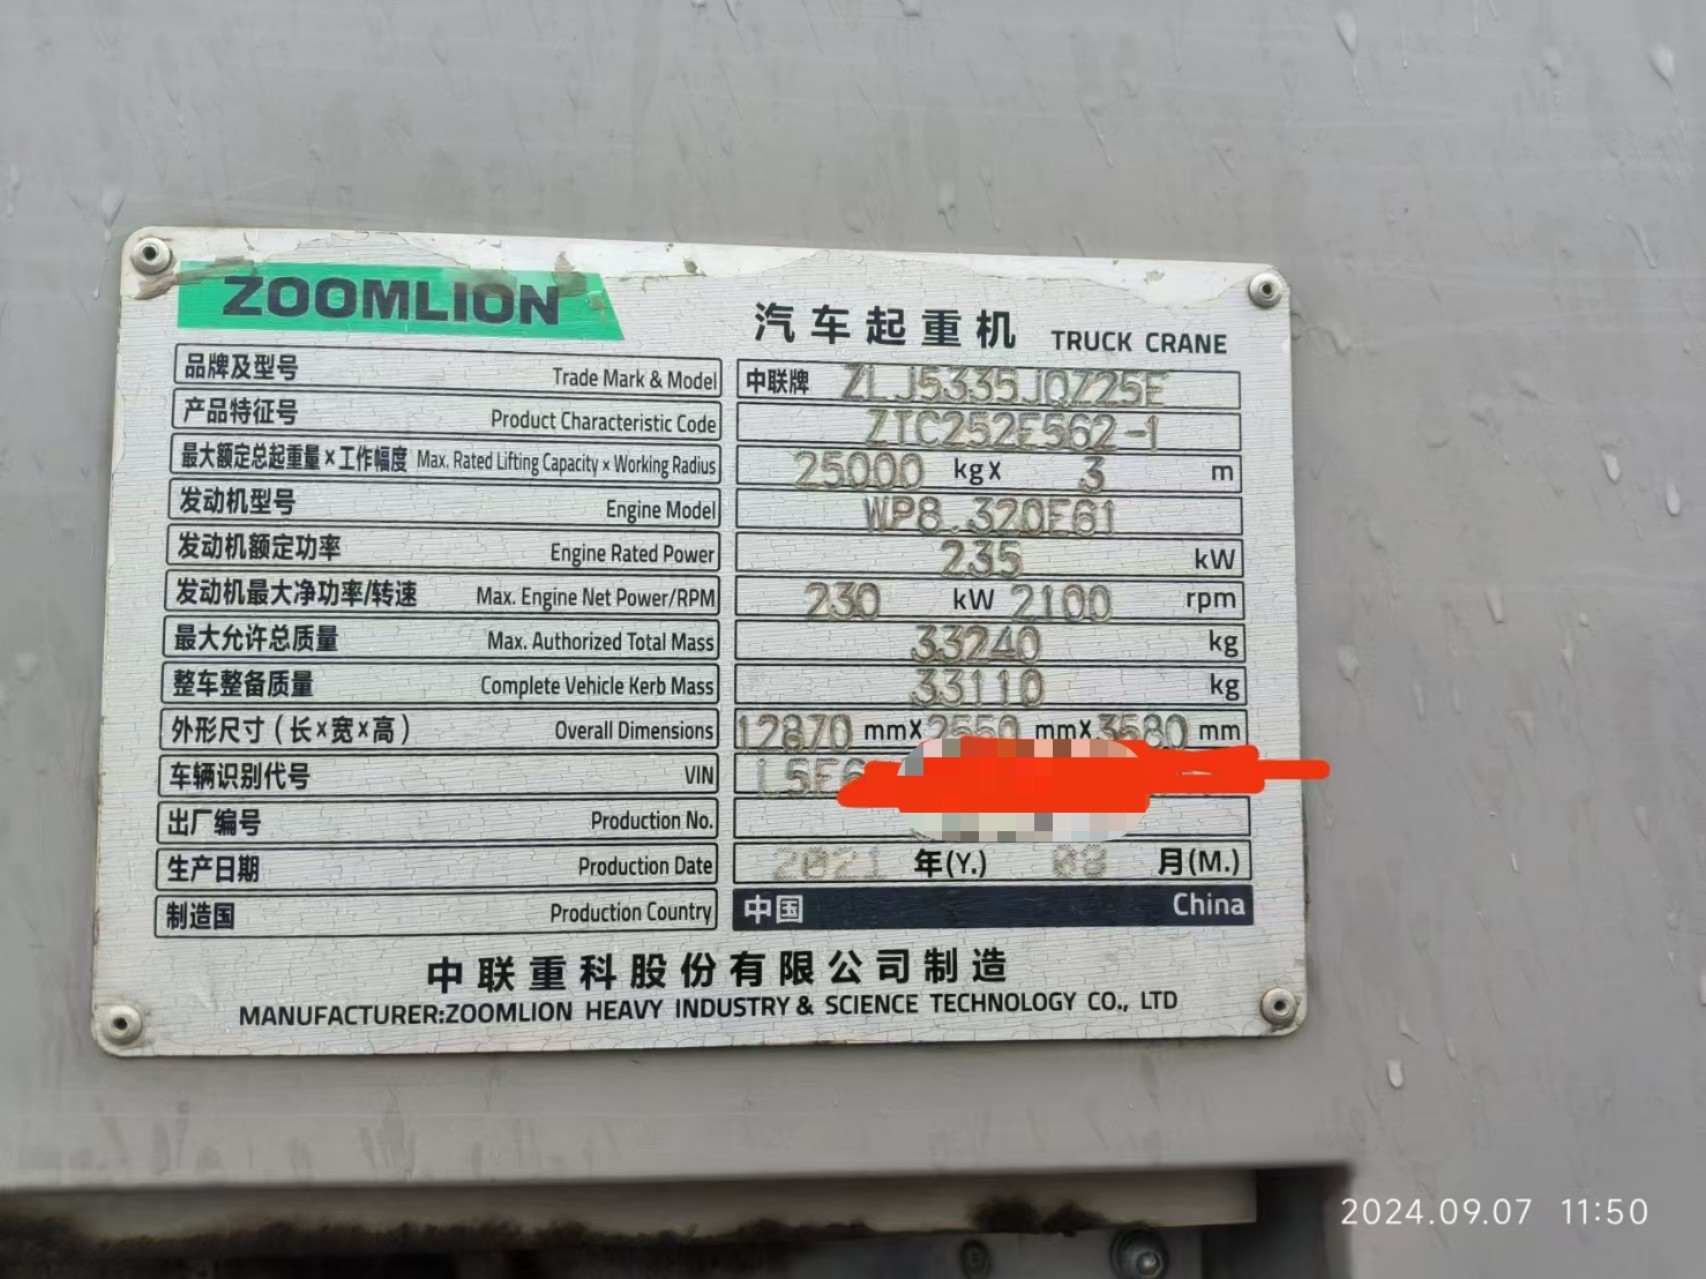 ZOOMLION
汽车起重机 TRUCK CRANE
品牌及型号 Trade Mark & Model 中联牌 ZLJ5335JQZ25F
产品特征号 Product Characteristic Code ZTC252E562-1
最大额定总起重量×工作幅度 Max. Rated Lifting Capacity × Working Radius 25000 kg× 3 m
发动机型号 Engine Model WP8.320E61
发动机额定功率 Engine Rated Power 235 kW
发动机最大净功率/转速 Max. Engine Net Power/RPM 230 kW 2100 rpm
最大允许总质量 Max. Authorized Total Mass 33240 kg
整车整备质量 Complete Vehicle Kerb Mass 33110 kg
外形尺寸(长×宽×高) Overall Dimensions 12870 mm×2550 mm×3580 mm
车辆识别代号 VIN L5E6
出厂编号 Production No.
生产日期 Production Date 2021 年(Y.) 月(M.)
制造国 Production Country 中国 China
中联重科股份有限公司制造
MANUFACTURER:ZOOMLION HEAVY INDUSTRY & SCIENCE TECHNOLOGY CO., LTD
2024.09.07 11:50